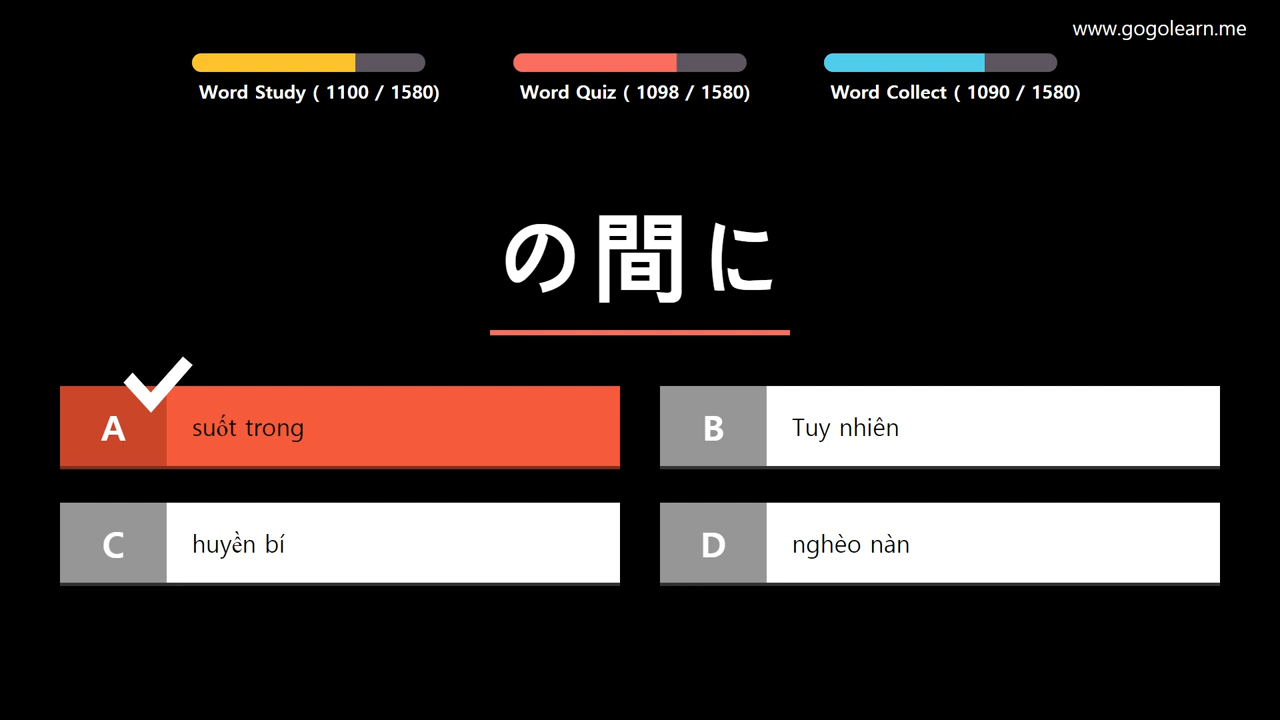 www.gogolearn.me
Word Study ( 1100 / 1580)
Word Quiz ( 1098 / 1580)
Word Collect ( 1090 / 1580)
の間に
A suốt trong
B Tuy nhiên
C huyền bí
D nghèo nàn